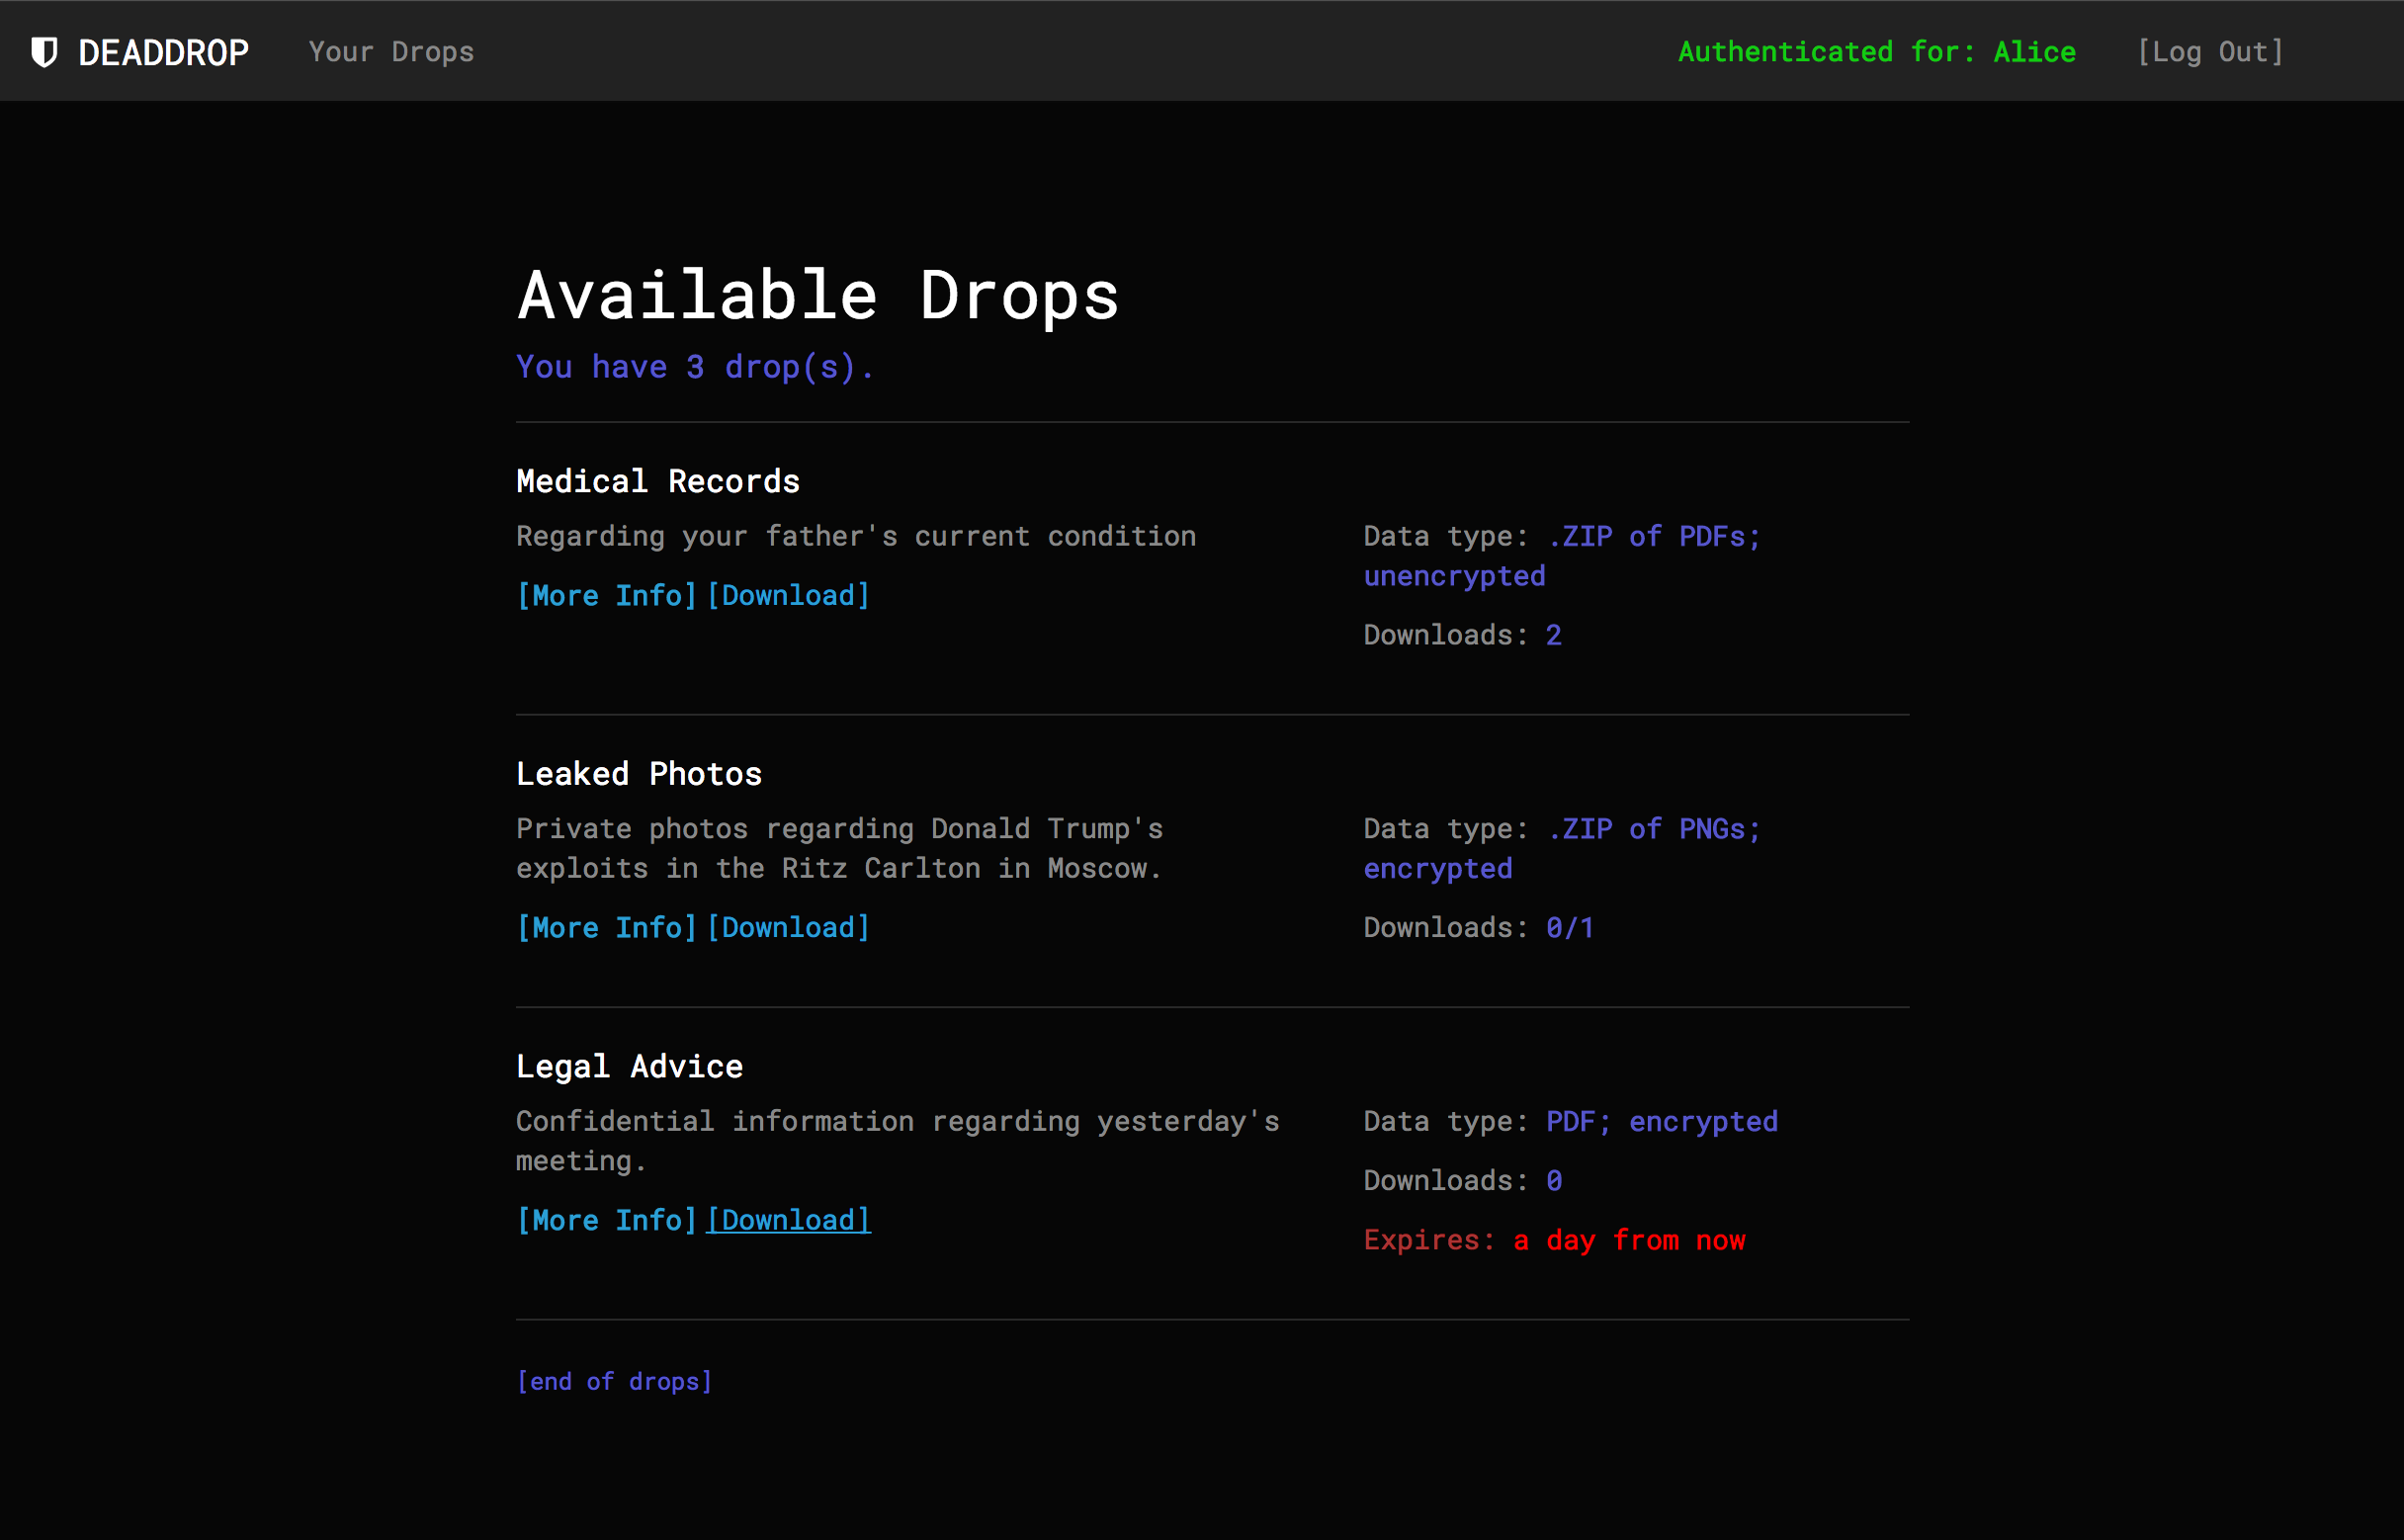 DEADDROP Your Drops Authenticated for: Alice [Log Out]
Available Drops
You have 3 drop(s).
Medical Records
Regarding your father's current condition
[More Info] [Download]
Data type: .ZIP of PDFs;
unencrypted
Downloads: 2
Leaked Photos
Private photos regarding Donald Trump's
exploits in the Ritz Carlton in Moscow.
[More Info] [Download]
Data type: .ZIP of PNGs;
encrypted
Downloads: 0/1
Legal Advice
Confidential information regarding yesterday's
meeting.
[More Info] [Download]
Data type: PDF; encrypted
Downloads: 0
Expires: a day from now
[end of drops]